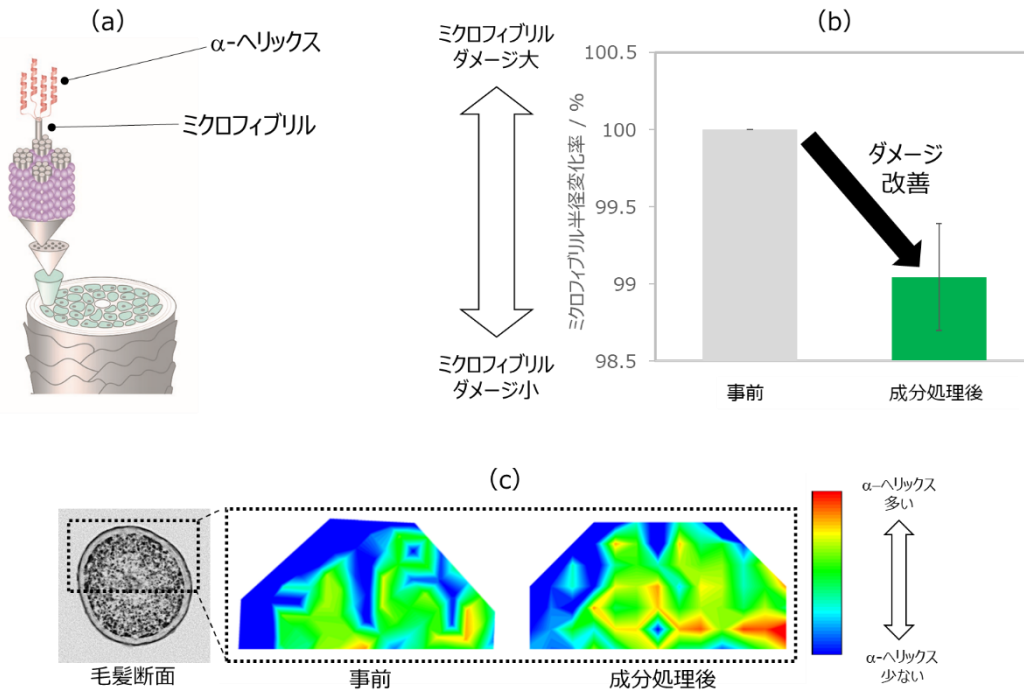 (a)
α-ヘリックス
ミクロフィブリル
ミクロフィブリル
ダメージ大
ミクロフィブリル
ダメージ小
(b)
ミクロフィブリル半径変化率 / %
100.5
100
99.5
99
98.5
ダメージ
改善
事前
成分処理後
(c)
毛髪断面
事前
成分処理後
α-ヘリックス
多い
α-ヘリックス
少ない